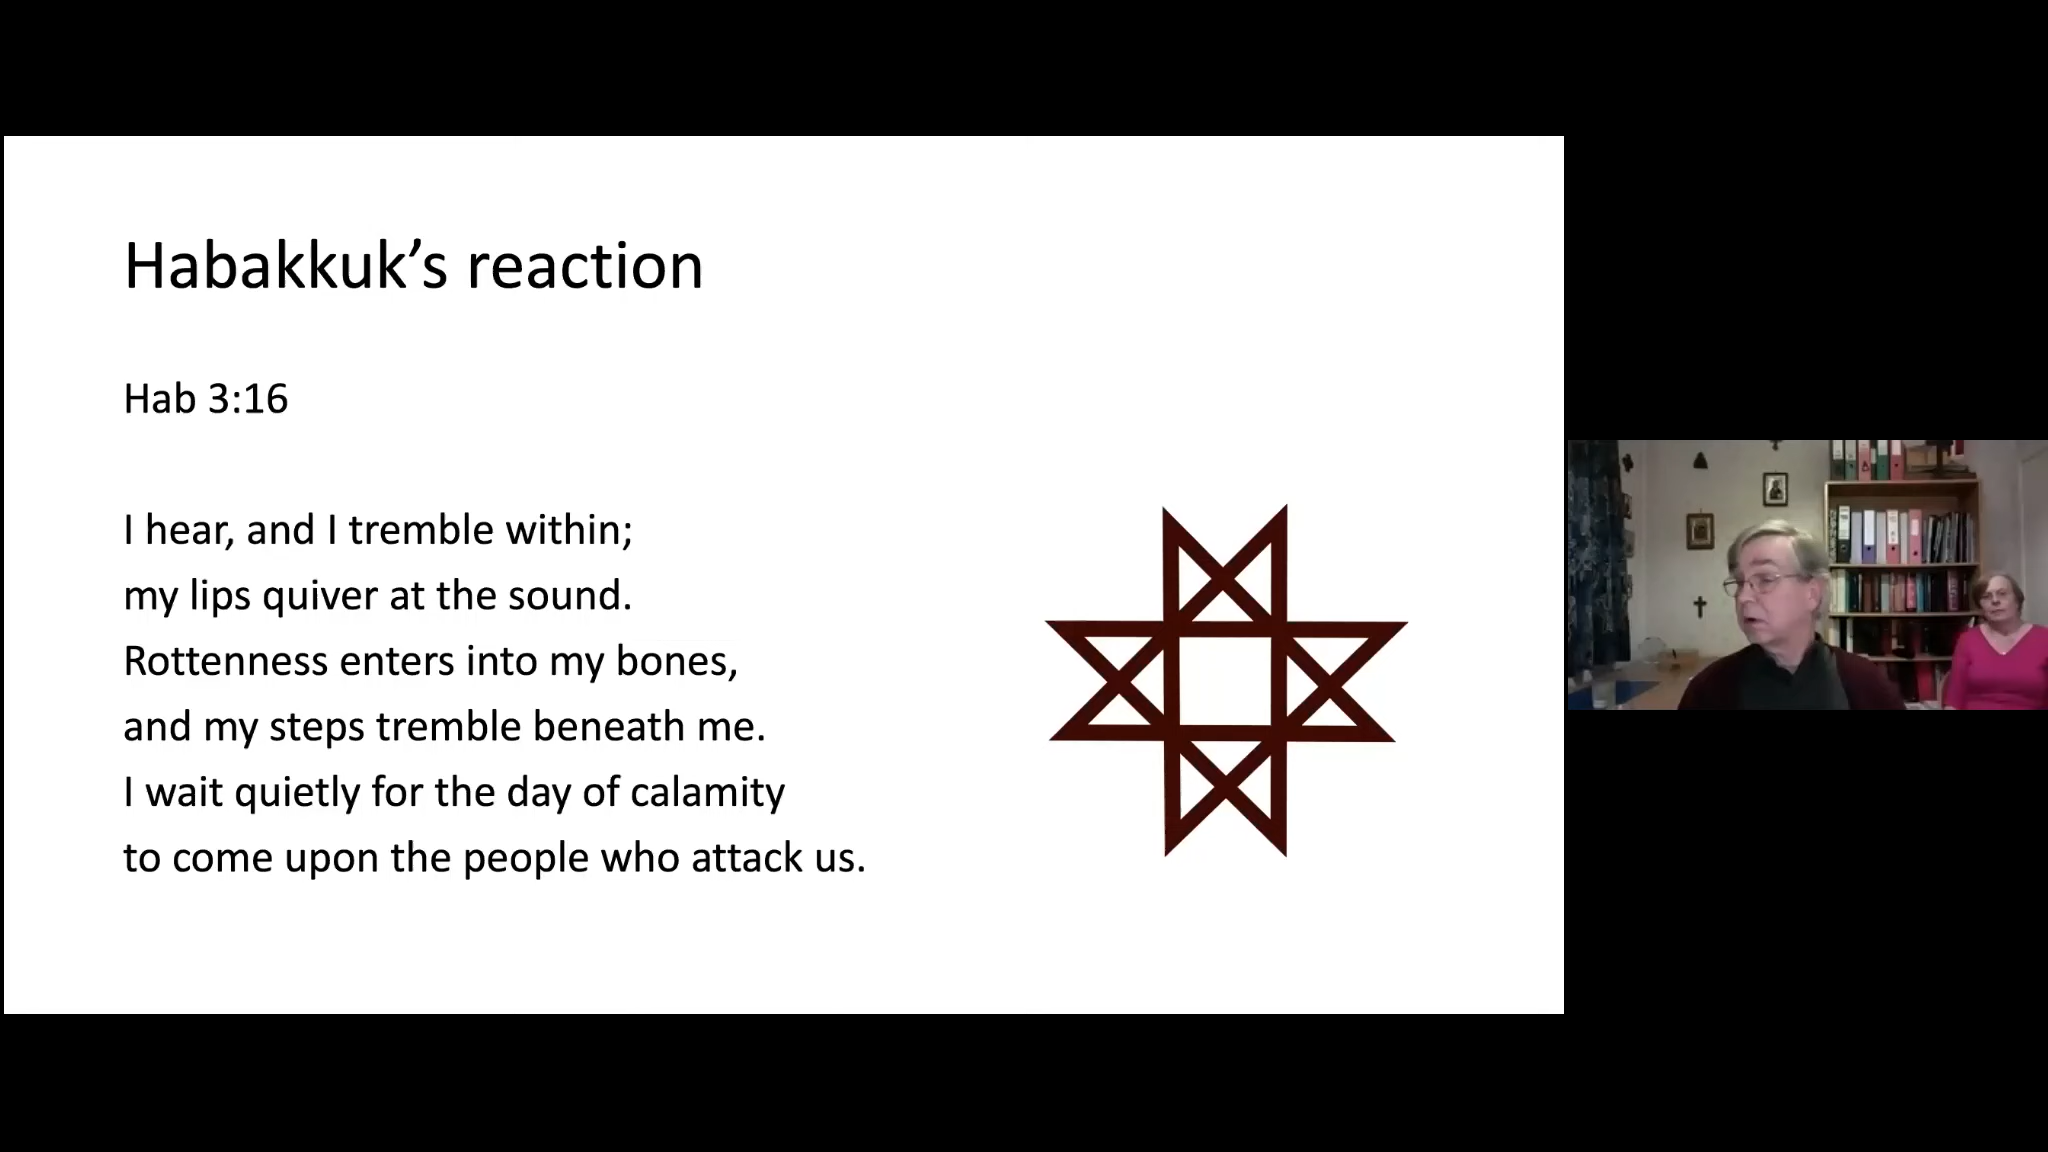 Habakkuk’s reaction
Hab 3:16
I hear, and I tremble within;
my lips quiver at the sound.
Rottenness enters into my bones,
and my steps tremble beneath me.
I wait quietly for the day of calamity
to come upon the people who attack us.